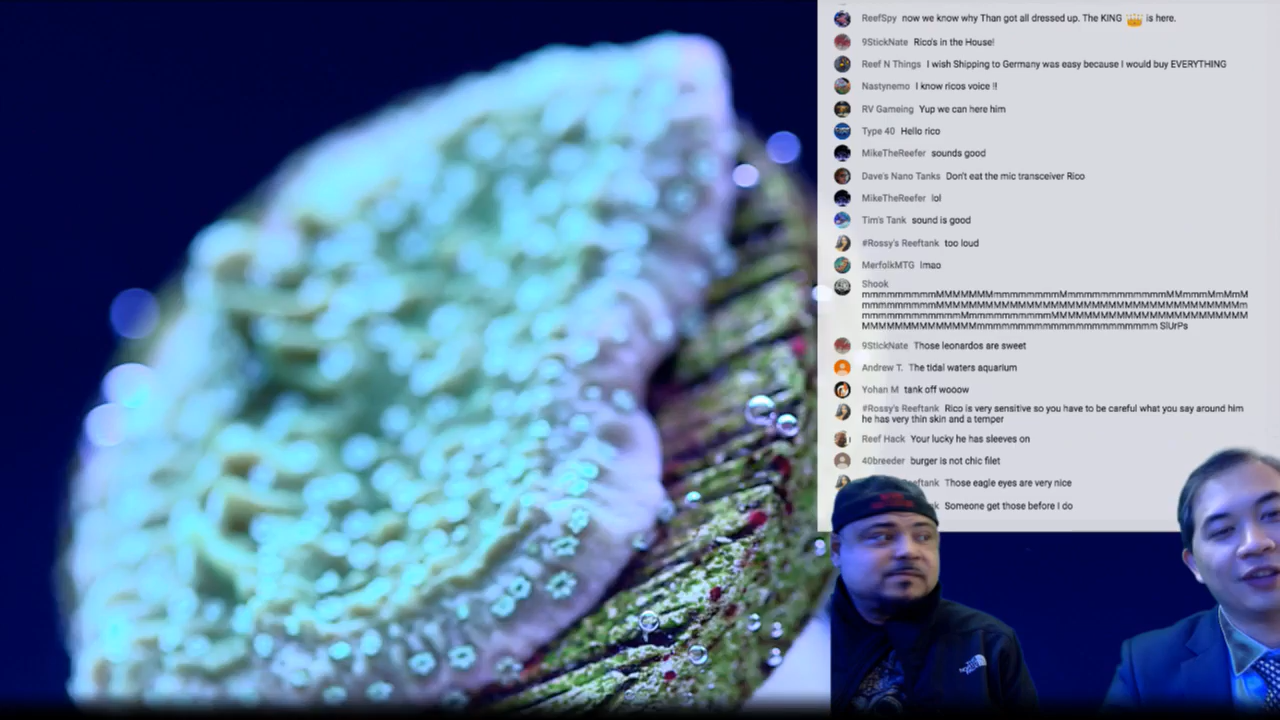 ReefSpy now we know why Than got all dressed up. The KING 👑 is here.
9StickNate Rico's in the House!
Reef N Things I wish Shipping to Germany was easy because I would buy EVERYTHING
Nastynemo I know ricos voice !!
RV Gameing Yup we can here him
Type 40 Hello rico
MikeTheReefer sounds good
Dave's Nano Tanks Don't eat the mic transceiver Rico
MikeTheReefer lol
Tim's Tank sound is good
#Rossy's Reeftank too loud
MerfolkMTG lmao
Shook
SlUrPs
9StickNate Those leonardos are sweet
Andrew T. The tidal waters aquarium
Yohan M tank off wooow
#Rossy's Reeftank Rico is very sensitive so you have to be careful what you say around him
he has very thin skin and a temper
Reef Hack Your lucky he has sleeves on
40breeder burger is not chic filet
eeftank Those eagle eyes are very nice
Someone get those before I do